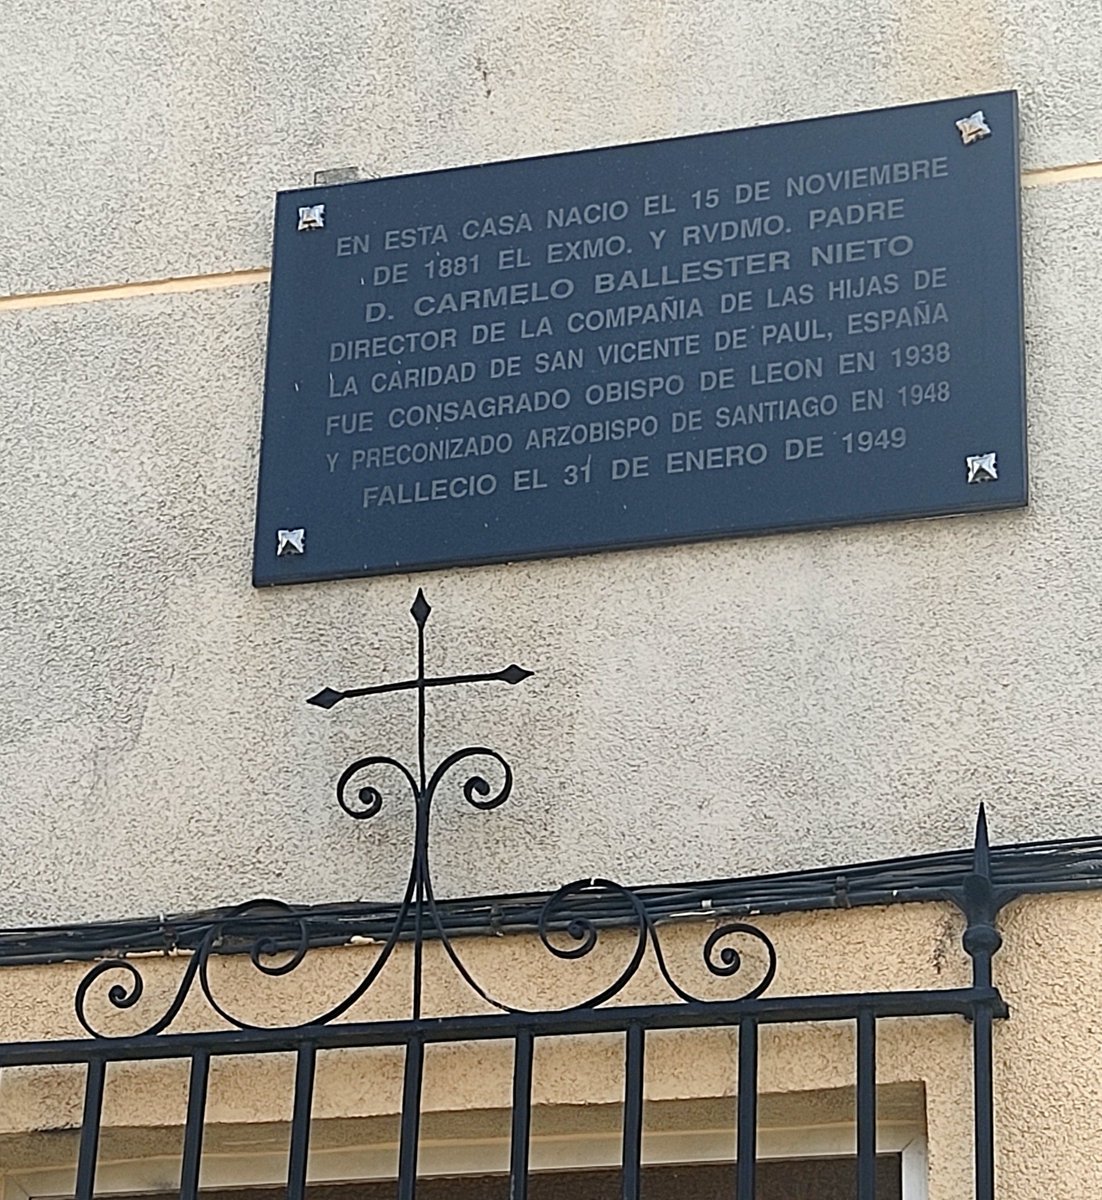 EN ESTA CASA NACIO EL 15 DE NOVIEMBRE
DE 1881 EL EXMO. Y RVDMO. PADRE
D. CARMELO BALLESTER NIETO
DIRECTOR DE LA COMPAÑIA DE LAS HIJAS DE
LA CARIDAD DE SAN VICENTE DE PAUL, ESPAÑA
FUE CONSAGRADO OBISPO DE LEON EN 1938
Y PRECONIZADO ARZOBISPO DE SANTIAGO EN 1948
FALLECIO EL 31 DE ENERO DE 1949